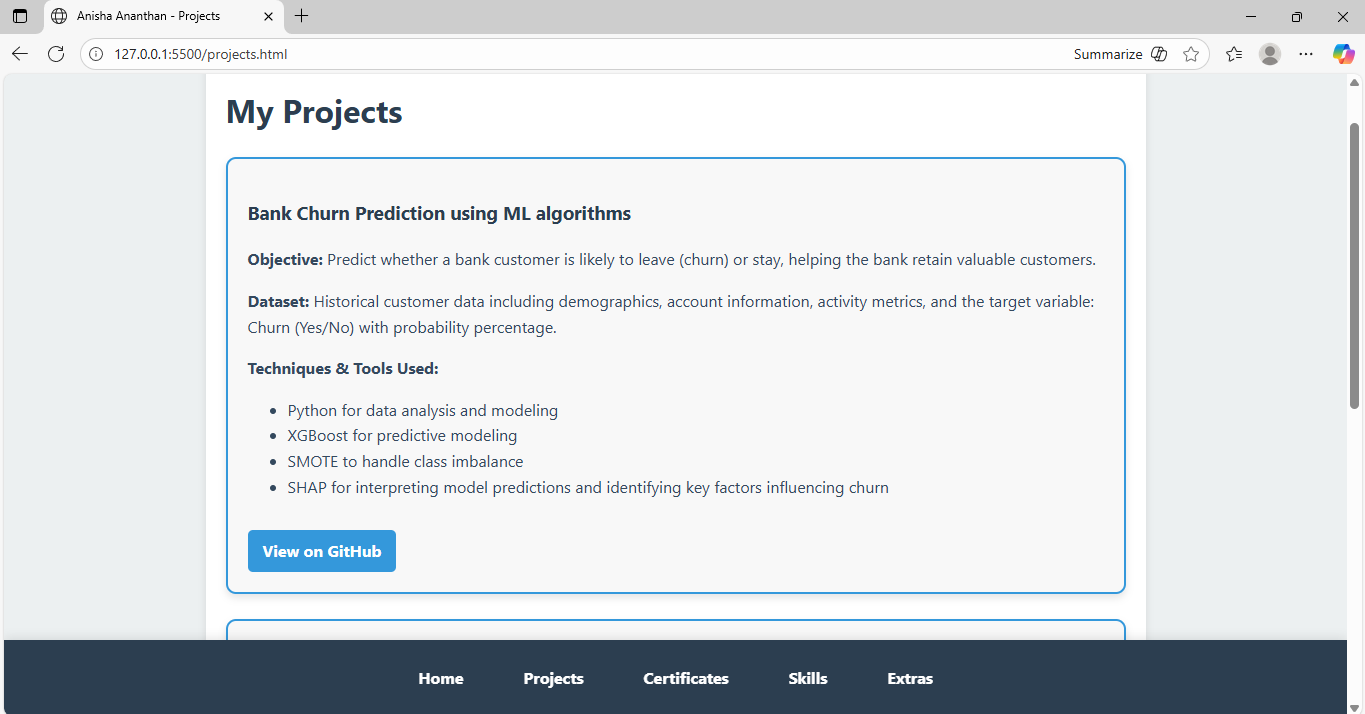 Anisha Ananthan - Projects
127.0.0.1:5500/projects.html
Summarize
My Projects
Bank Churn Prediction using ML algorithms
Objective: Predict whether a bank customer is likely to leave (churn) or stay, helping the bank retain valuable customers.
Dataset: Historical customer data including demographics, account information, activity metrics, and the target variable:
Churn (Yes/No) with probability percentage.
Techniques & Tools Used:
• Python for data analysis and modeling
• XGBoost for predictive modeling
• SMOTE to handle class imbalance
• SHAP for interpreting model predictions and identifying key factors influencing churn
View on GitHub
Home Projects Certificates Skills Extras